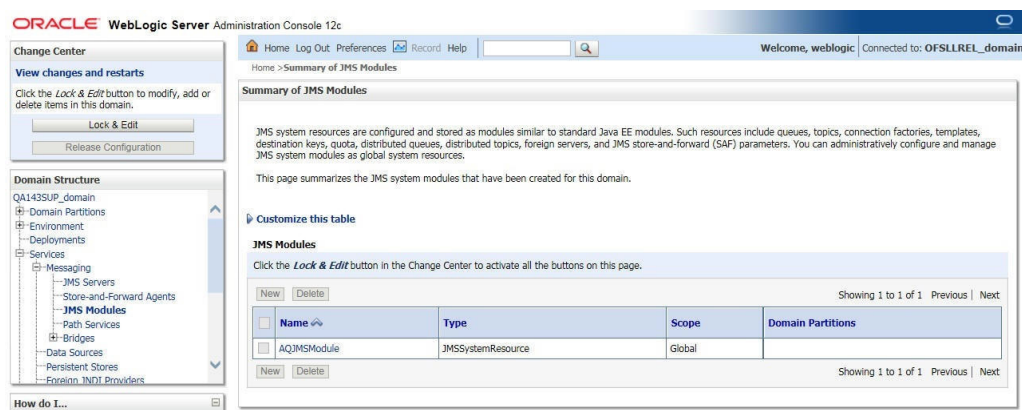 ORACLE WebLogic Server Administration Console 12c
Change Center
View changes and restarts
Click the Lock & Edit button to modify, add or
delete items in this domain.
Lock & Edit
Release Configuration
Domain Structure
QA143SUP_domain
Domain Partitions
Environment
Deployments
Services
Messaging
JMS Servers
Store-and-Forward Agents
JMS Modules
Path Services
Bridges
Data Sources
Persistent Stores
Foreign JNDI Providers
How do I...
Home Log Out Preferences Record Help
Welcome, weblogic Connected to: OFSLLREL_domain
Home >Summary of JMS Modules
Summary of JMS Modules
JMS system resources are configured and stored as modules similar to standard Java EE modules. Such resources include queues, topics, connection factories, templates,
destination keys, quota, distributed queues, distributed topics, foreign servers, and JMS store-and-forward (SAF) parameters. You can administratively configure and manage
JMS system modules as global system resources.
This page summarizes the JMS system modules that have been created for this domain.
Customize this table
JMS Modules
Click the Lock & Edit button in the Change Center to activate all the buttons on this page.
New Delete Showing 1 to 1 of 1 Previous | Next
Name Type Scope Domain Partitions
AQJMSModule JMSSystemResource Global
New Delete Showing 1 to 1 of 1 Previous | Next